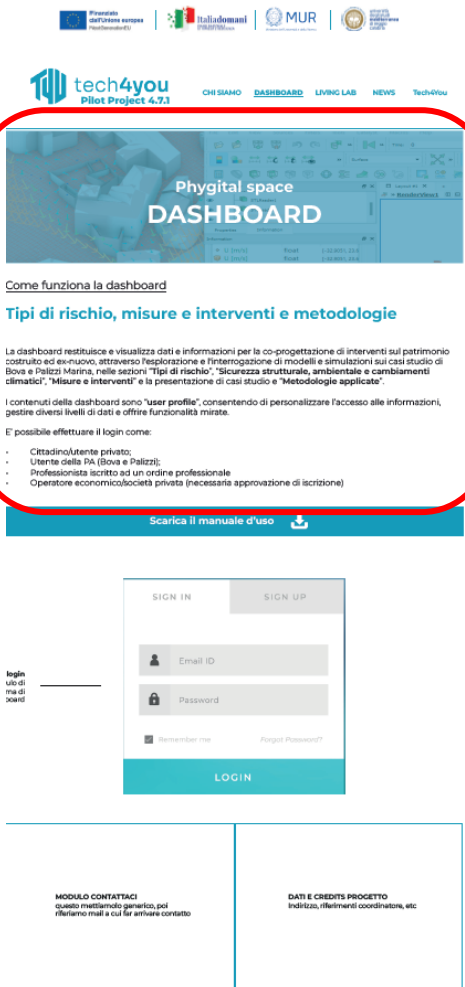 Finanziato
dall'Unione europea
NextGenerationEU
Italiadomani
MUR
tech4you
Pilot Project 4.7.1
CHI SIAMO DASHBOARD LIVING LAB NEWS Tech4You
Phygital space
DASHBOARD
Come funziona la dashboard
Tipi di rischio, misure e interventi e metodologie
La dashboard restituisce e visualizza dati e informazioni per la co-progettazione di interventi sul patrimonio
costruito ed ex-nuovo, attraverso l'esplorazione e l'interrogazione di modelli e simulazioni sui casi studio di
Bova e Palizzi Marina, nelle sezioni "Tipi di rischio", "Sicurezza strutturale, ambientale e cambiamenti
climatici", "Misure e interventi" e la presentazione di casi studio e "Metodologie applicate".
I contenuti della dashboard sono "user profile", consentendo di personalizzare l'accesso alle informazioni,
gestire diversi livelli di dati e offrire funzionalità mirate.
E' possibile effettuare il login come:
- Cittadino/utente privato;
- Utente della PA (Bova e Palizzi);
- Professionista iscritto ad un ordine professionale
- Operatore economico/società privata (necessaria approvazione di iscrizione)
Scarica il manuale d'uso
SIGN IN SIGN UP
Email ID
Password
Remember me Forgot Password?
LOGIN
login
ulo di
ma di
board
MODULO CONTATTACI
questo mettiamolo generico, poi
riferiamo mail a cui far arrivare contatto
DATI E CREDITS PROGETTO
Indirizzo, riferimenti coordinatore, etc